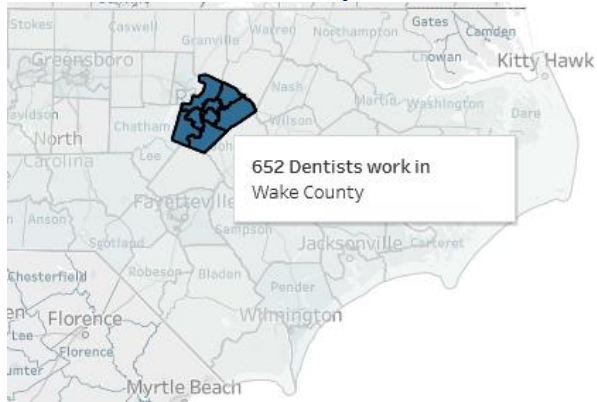 Stokes Caswell Warren Northampton Gates Camden
Granville
Greensboro Chowan Kitty Hawk
Nash
Martin Washington Dare
Davidson Chatham Wilson
North
Carolina Lee
652 Dentists work in
Wake County
Fayetteville
Anson Sampson
Scotland Jacksonville Carteret
Chesterfield Robeson Bladen
Pender
Florence Wilmington
Lee
Florence
Myrtle Beach